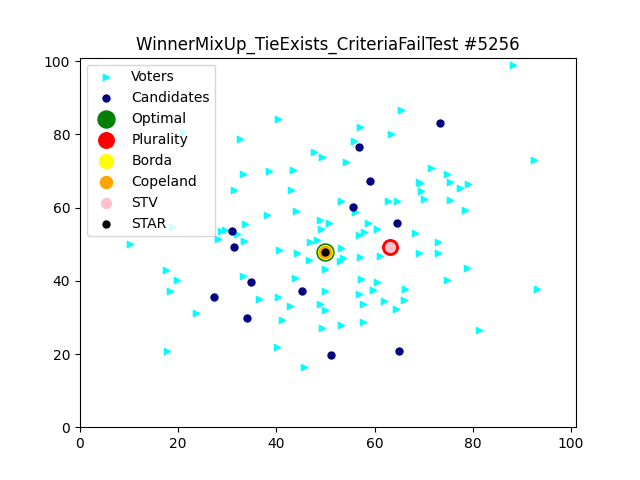 WinnerMixUp_TieExists_CriteriaFailTest #5256
100
80
60
40
20
0
Voters
Candidates
Optimal
Plurality
Borda
Copeland
STV
STAR
0 20 40 60 80 100